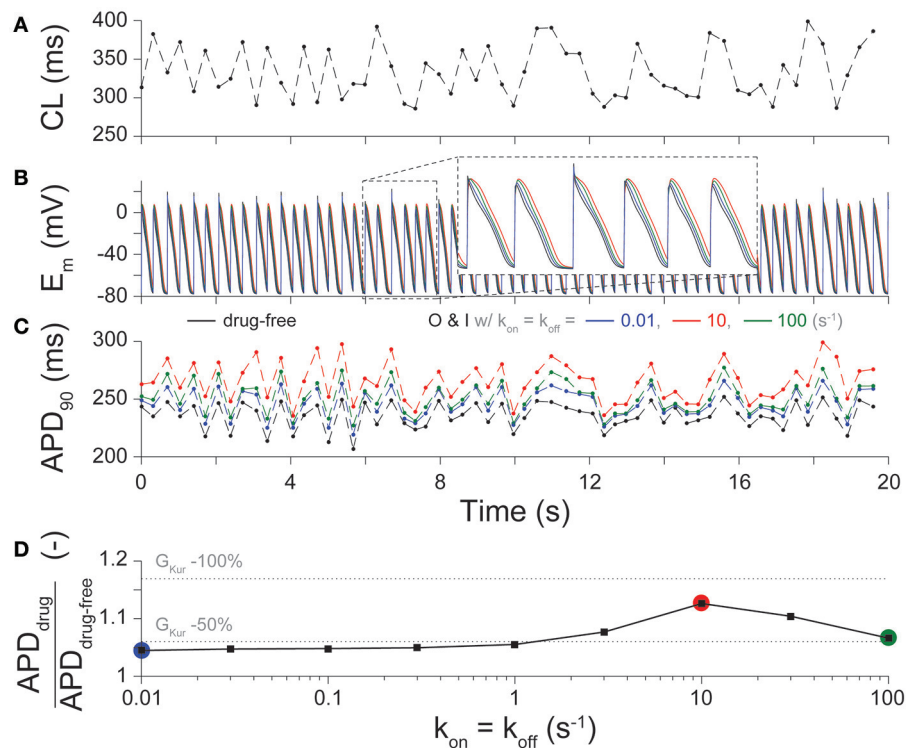 A
CL (ms)
400
350
300
250
B
E_m (mV)
0
-40
-80
drug-free
O & I w/ k_on = k_off = 0.01, 10, 100 (s⁻¹)
C
APD_90 (ms)
300
250
200
0 4 8 12 16 20
Time (s)
D
APD_drug / APD_drug-free (-)
1.2
1.1
1
G_Kur -100%
G_Kur -50%
0.01 0.1 1 10 100
k_on = k_off (s⁻¹)